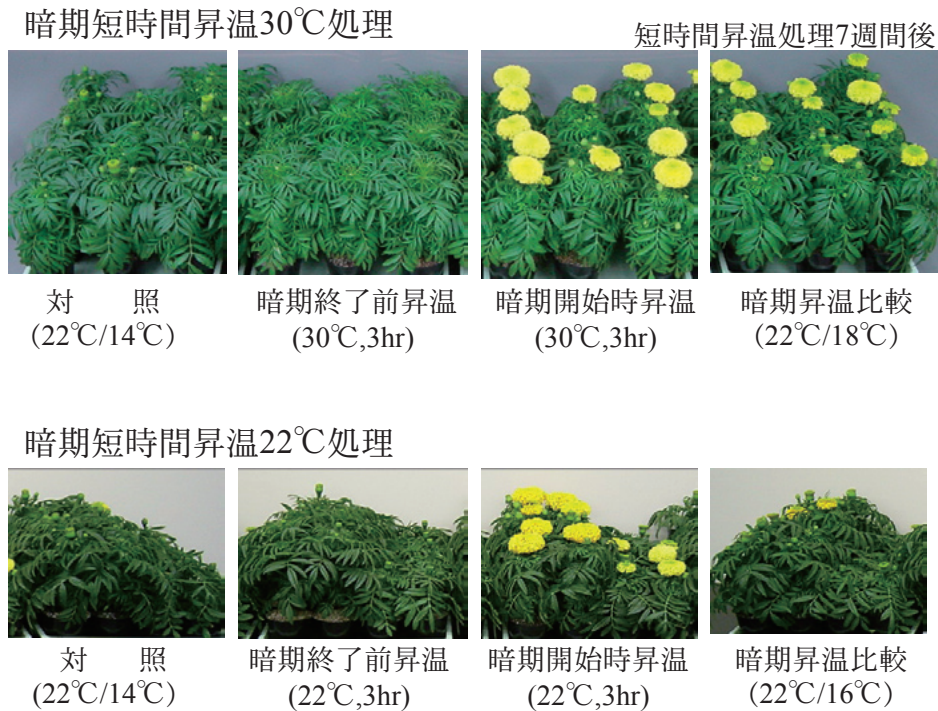 暗期短時間昇温30℃処理
短時間昇温処理7週間後
対　　照
(22℃/14℃)
暗期終了前昇温
(30℃,3hr)
暗期開始時昇温
(30℃,3hr)
暗期昇温比較
(22℃/18℃)
暗期短時間昇温22℃処理
対　　照
(22℃/14℃)
暗期終了前昇温
(22℃,3hr)
暗期開始時昇温
(22℃,3hr)
暗期昇温比較
(22℃/16℃)